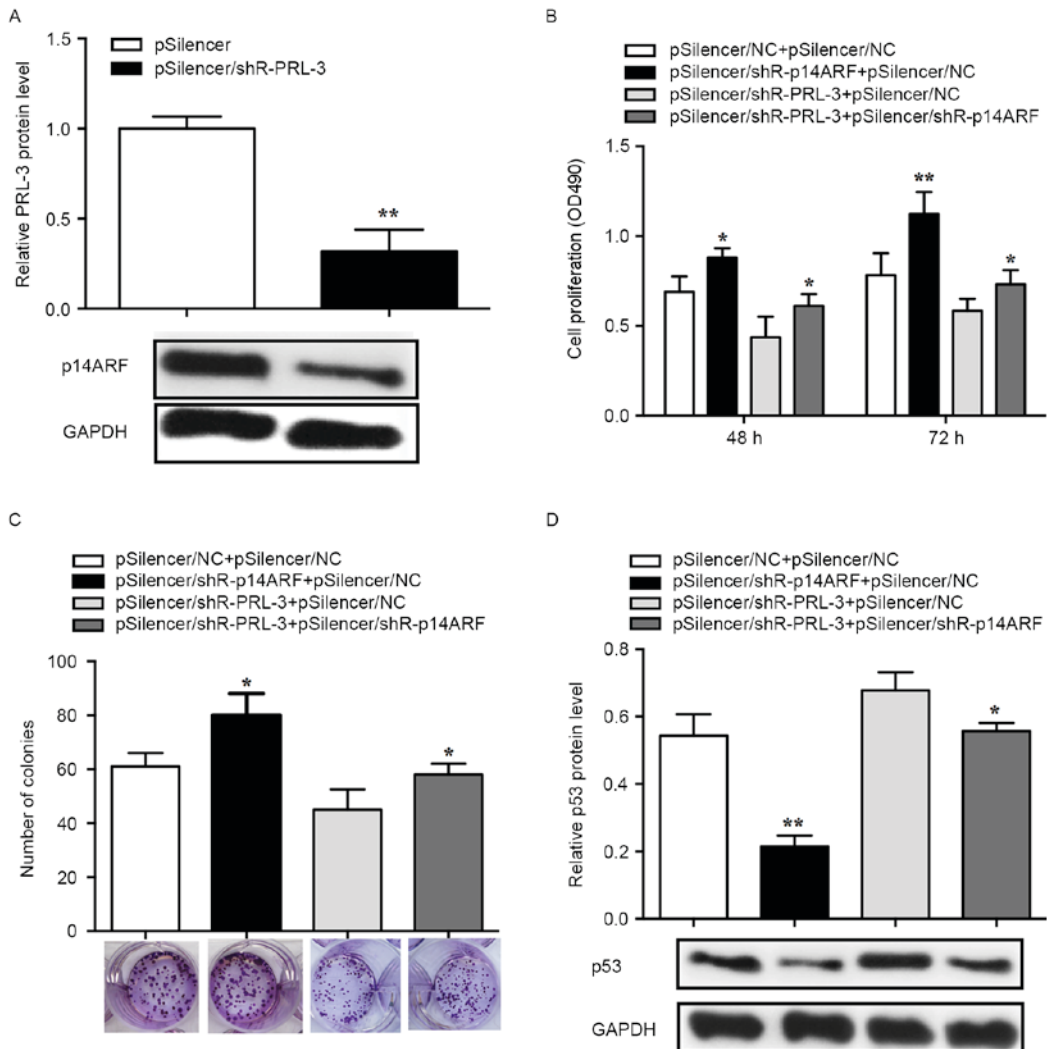 A
pSilencer
pSilencer/shR-PRL-3
Relative PRL-3 protein level
1.5
1.0
0.5
0.0
**
p14ARF
GAPDH
B
pSilencer/NC+pSilencer/NC
pSilencer/shR-p14ARF+pSilencer/NC
pSilencer/shR-PRL-3+pSilencer/NC
pSilencer/shR-PRL-3+pSilencer/shR-p14ARF
Cell proliferation (OD490)
1.5
1.0
0.5
0.0
*
*
**
*
48 h
72 h
C
pSilencer/NC+pSilencer/NC
pSilencer/shR-p14ARF+pSilencer/NC
pSilencer/shR-PRL-3+pSilencer/NC
pSilencer/shR-PRL-3+pSilencer/shR-p14ARF
Number of colonies
100
80
60
40
20
0
*
*
D
pSilencer/NC+pSilencer/NC
pSilencer/shR-p14ARF+pSilencer/NC
pSilencer/shR-PRL-3+pSilencer/NC
pSilencer/shR-PRL-3+pSilencer/shR-p14ARF
Relative p53 protein level
0.8
0.6
0.4
0.2
0.0
**
*
p53
GAPDH